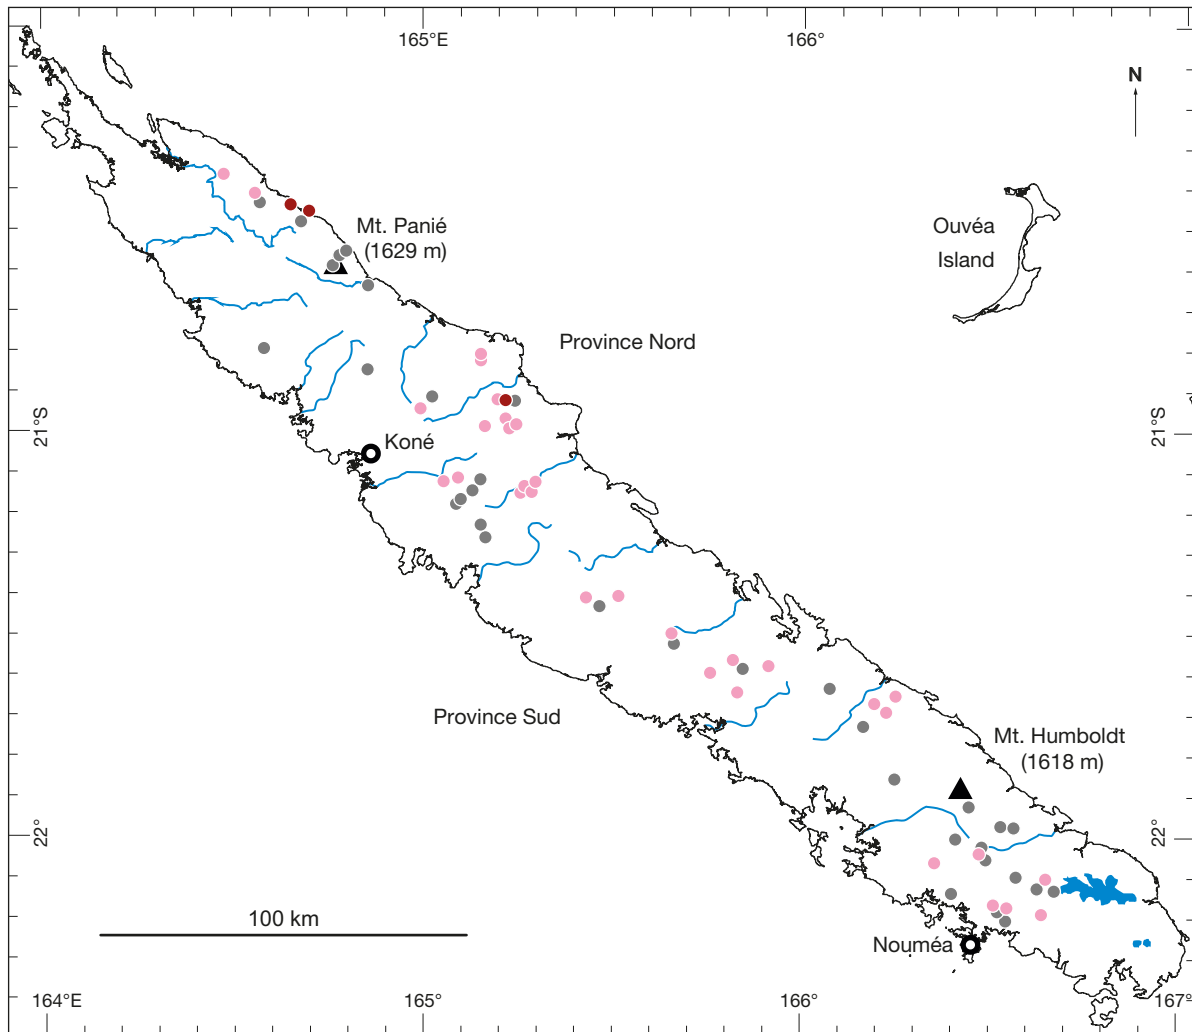 165°E
166°
N
Mt. Panié
(1629 m)
Ouvéa
Island
Province Nord
21°S
21°S
Koné
Province Sud
Mt. Humboldt
(1618 m)
22°
22°
100 km
Nouméa
164°E
165°
166°
167°